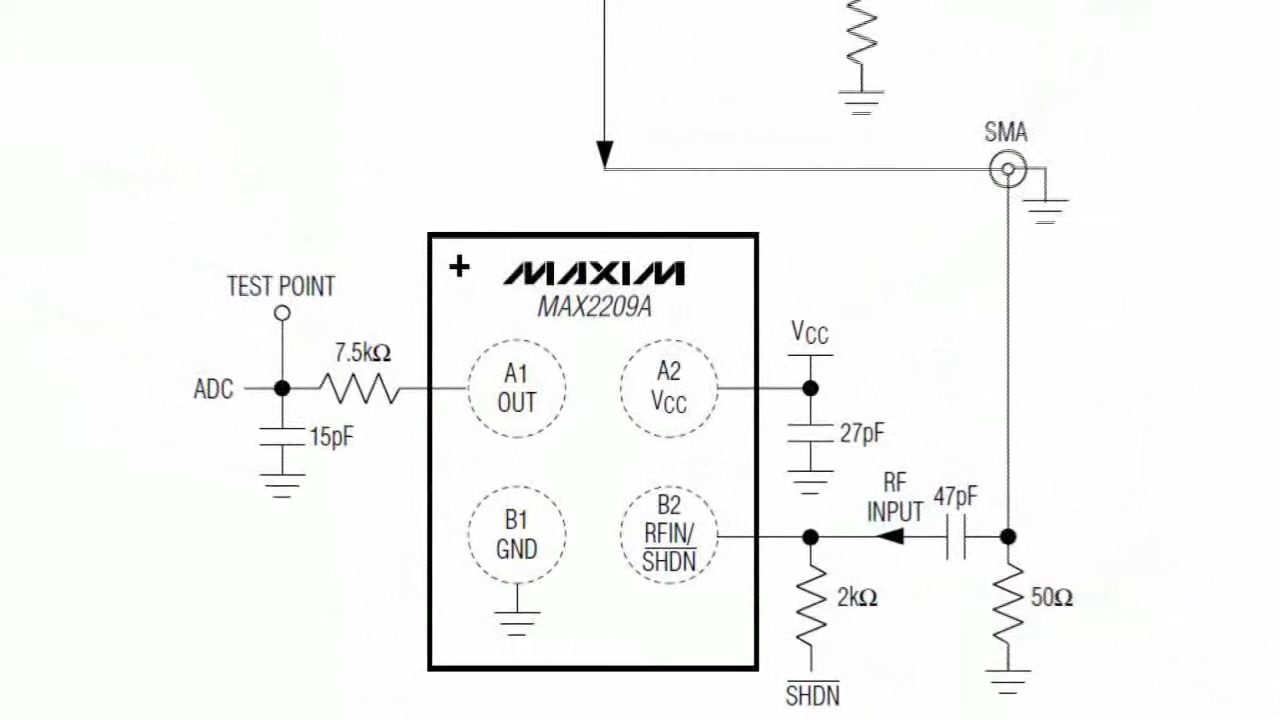 SMA
+
MAXIM
MAX2209A
TEST POINT
ADC
7.5kΩ
15pF
A1
OUT
A2
VCC
VCC
27pF
B1
GND
B2
RFIN/
SHDN
RF
INPUT
47pF
2kΩ
50Ω
SHDN